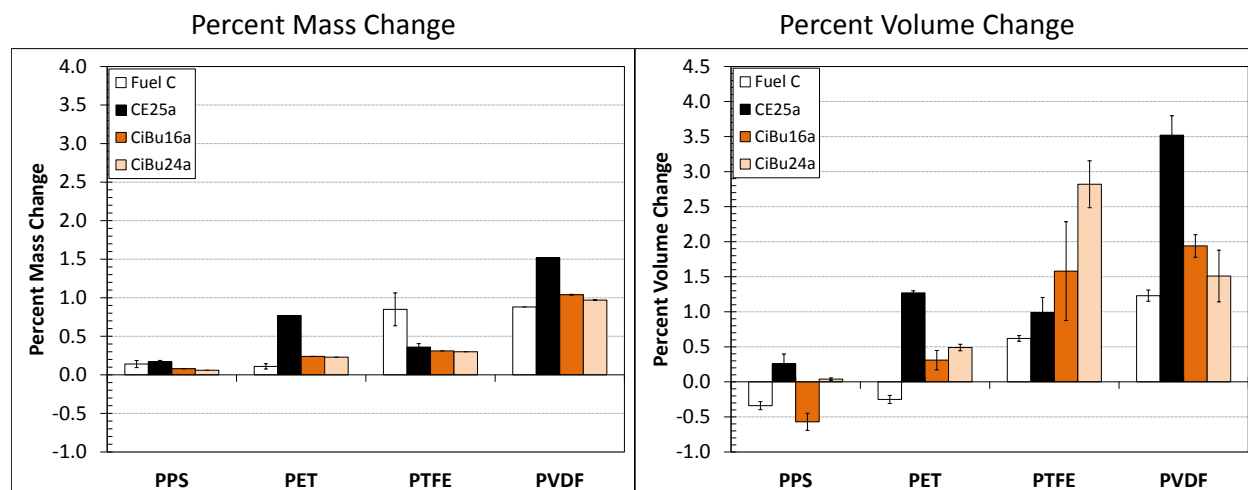 Percent Mass Change
Percent Mass Change
4.0
3.5
3.0
2.5
2.0
1.5
1.0
0.5
0.0
-0.5
-1.0
Fuel C
CE25a
CiBu16a
CiBu24a
PPS PET PTFE PVDF
Percent Volume Change
Percent Volume Change
4.5
4.0
3.5
3.0
2.5
2.0
1.5
1.0
0.5
0.0
-0.5
-1.0
Fuel C
CE25a
CiBu16a
CiBu24a
PPS PET PTFE PVDF